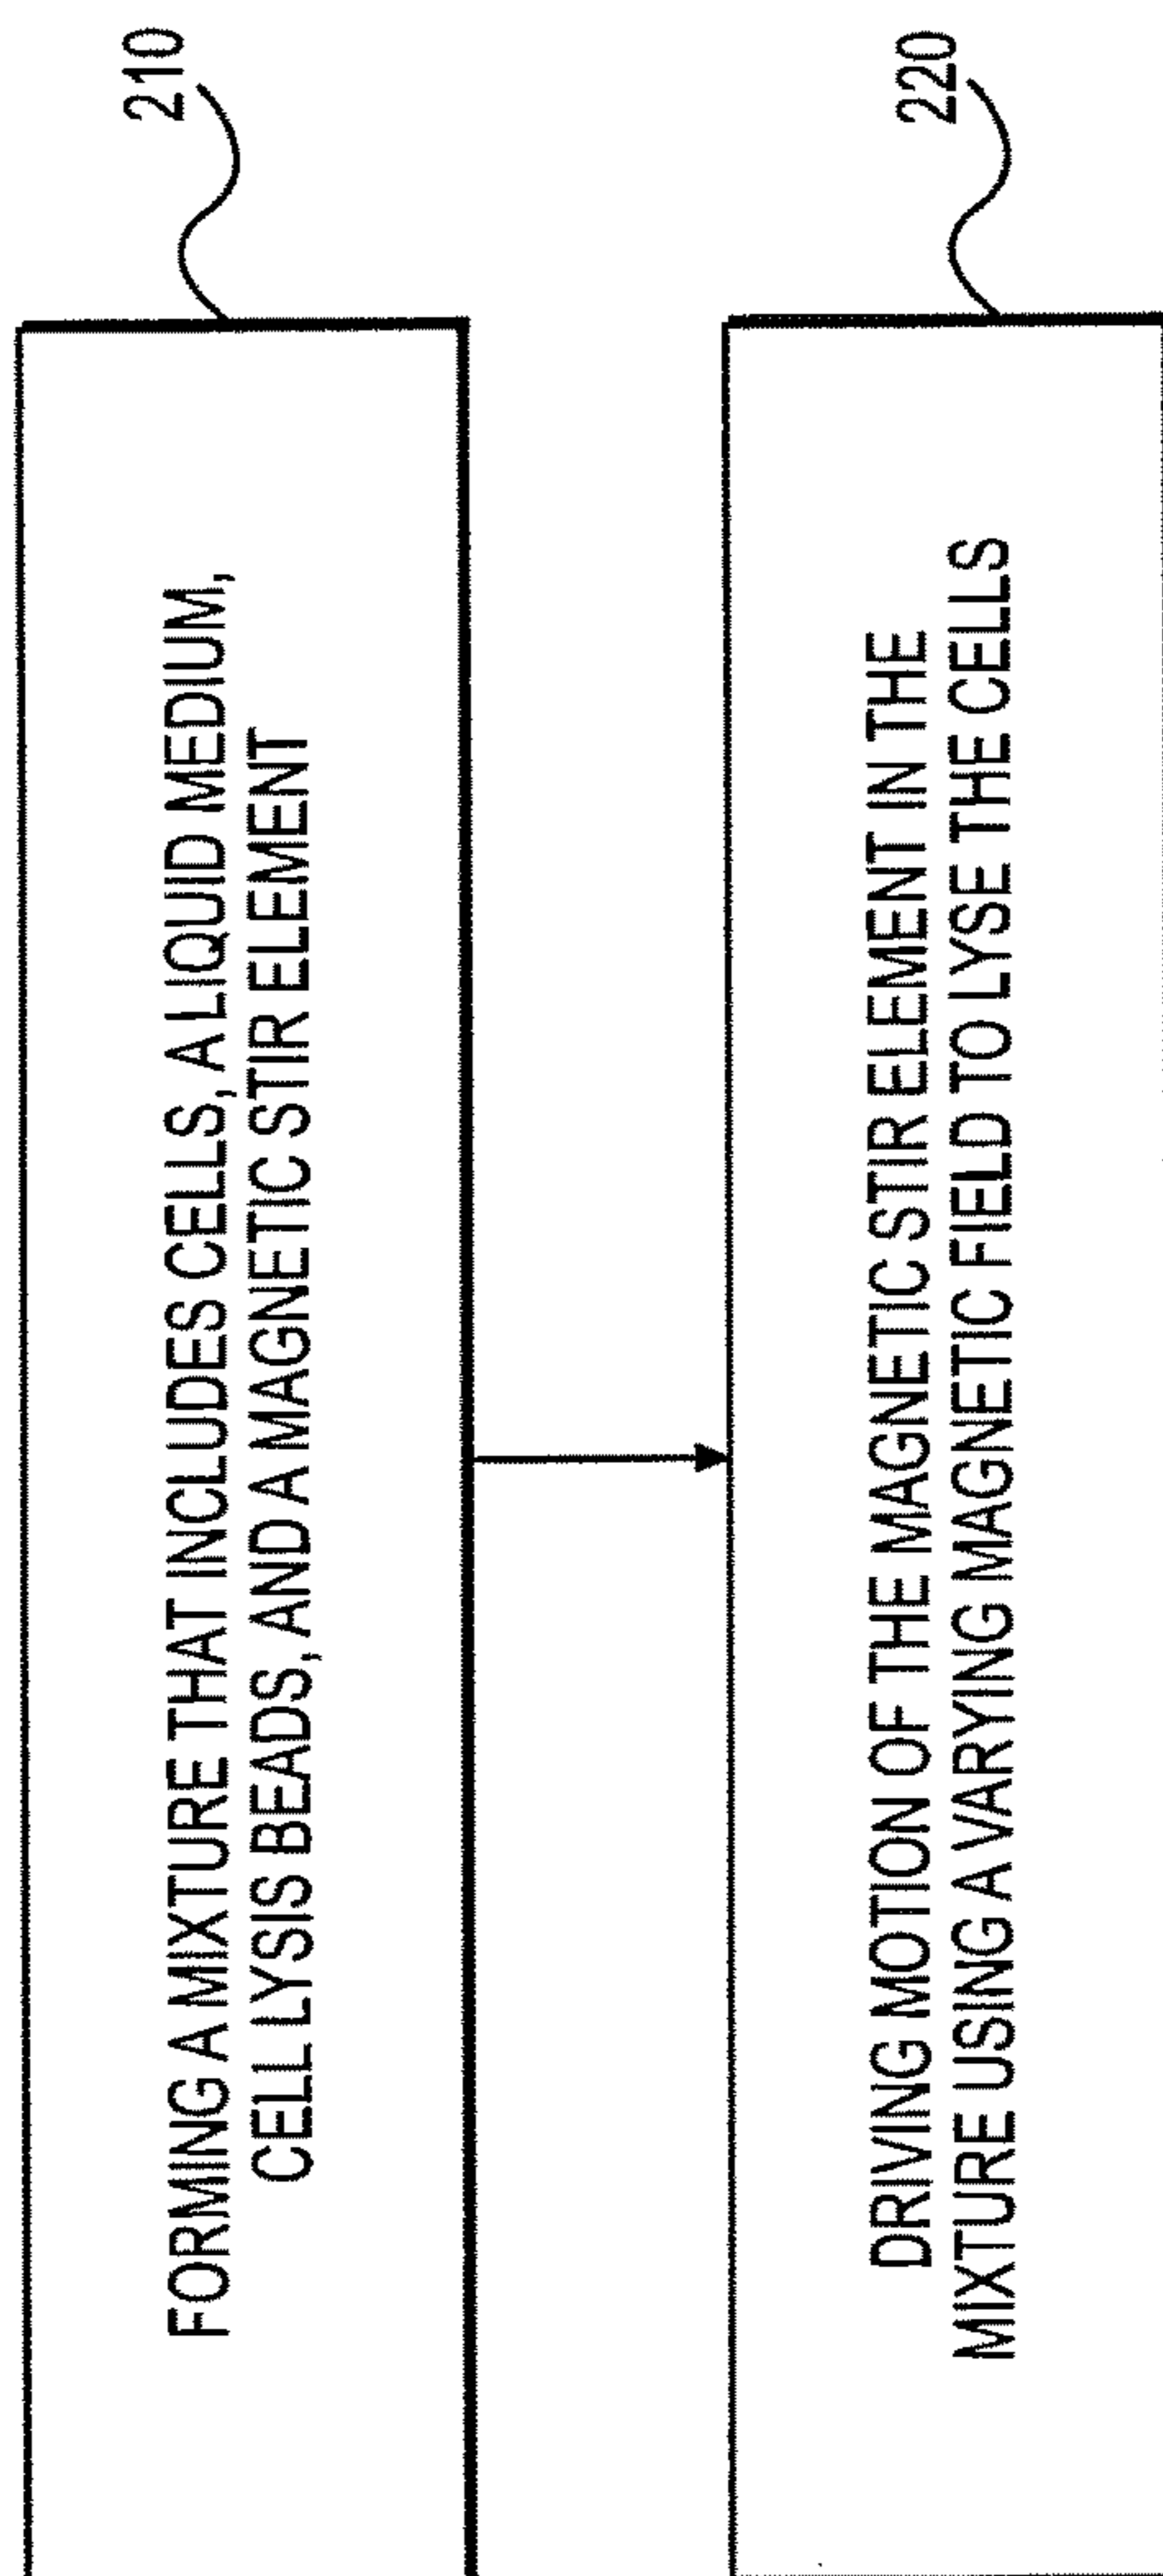 210
FORMING A MIXTURE THAT INCLUDES CELLS, A LIQUID MEDIUM,
CELL LYSIS BEADS, AND A MAGNETIC STIR ELEMENT
220
DRIVING MOTION OF THE MAGNETIC STIR ELEMENT IN THE
MIXTURE USING A VARYING MAGNETIC FIELD TO LYSE THE CELLS